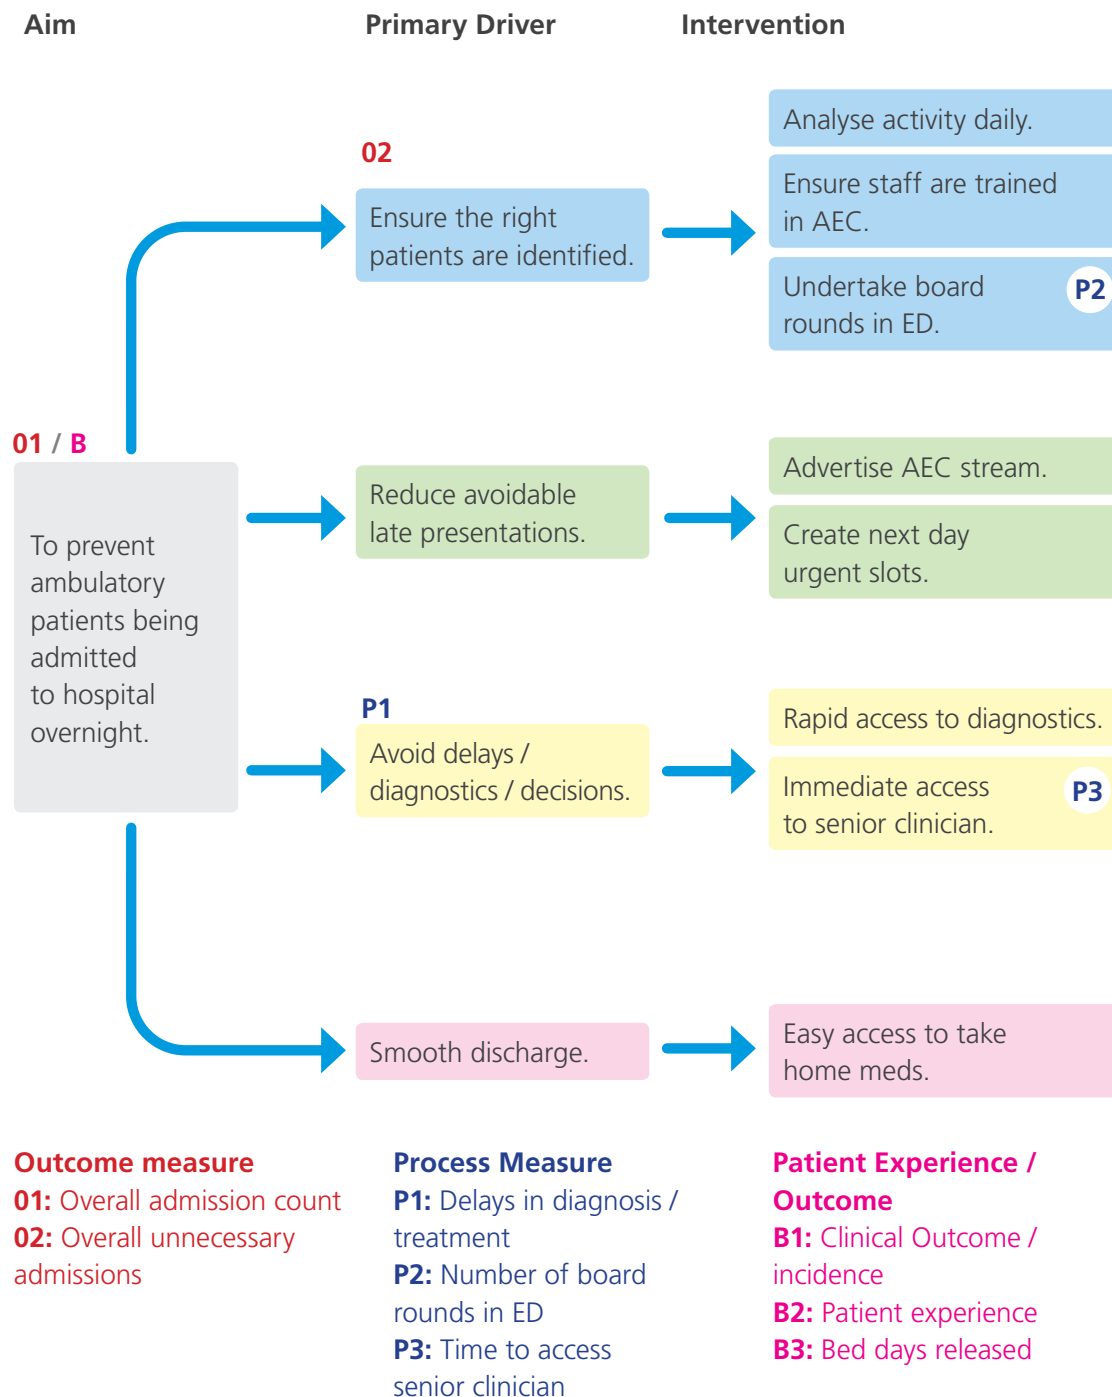 Aim
Primary Driver
Intervention
02
Ensure the right
patients are identified.
Analyse activity daily.
Ensure staff are trained
in AEC.
Undertake board
rounds in ED.
P2
01 / B
To prevent
ambulatory
patients being
admitted
to hospital
overnight.
Reduce avoidable
late presentations.
Advertise AEC stream.
Create next day
urgent slots.
P1
Avoid delays /
diagnostics / decisions.
Rapid access to diagnostics.
Immediate access
to senior clinician.
P3
Smooth discharge.
Easy access to take
home meds.
Outcome measure
01: Overall admission count
02: Overall unnecessary
admissions
Process Measure
P1: Delays in diagnosis /
treatment
P2: Number of board
rounds in ED
P3: Time to access
senior clinician
Patient Experience /
Outcome
B1: Clinical Outcome /
incidence
B2: Patient experience
B3: Bed days released